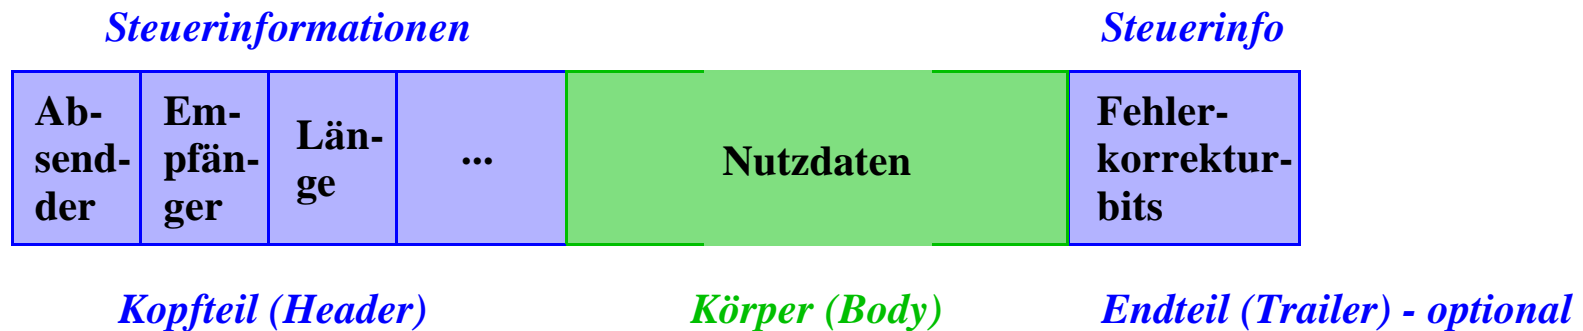 Steuerinformationen Steuerinfo
Ab- Em- Län- ... Nutzdaten Fehler-
send- pfän- ge korrektur-
der ger bits
Kopfteil (Header) Körper (Body) Endteil (Trailer) - optional